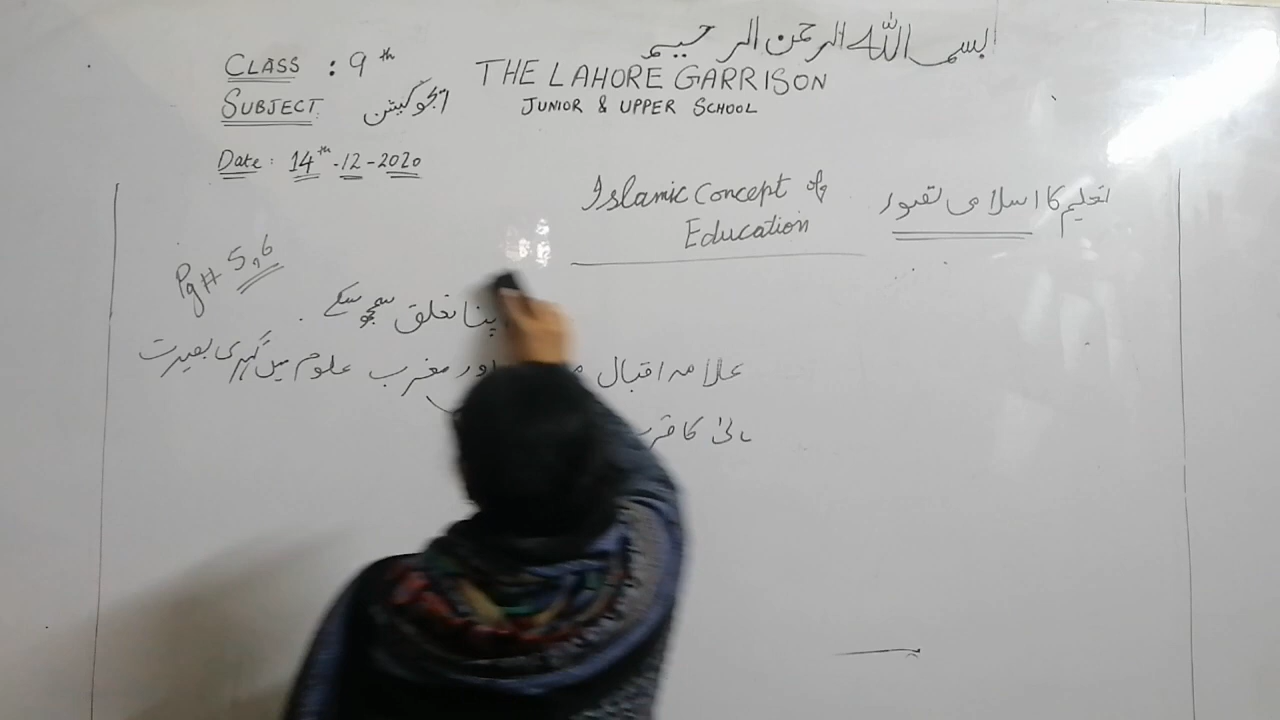 بسم اللہ الرحمن الرحیم
CLASS : 9th
THE LAHORE GARRISON
SUBJECT ایجوکیشن
JUNIOR & UPPER SCHOOL
Date : 14th-12-2020
Islamic Concept of
Education
تعلیم کا اسلامی تصور
Pg# 5,6
پنا تعلق سمجھ سکے
علامہ اقبال اور مغرب علوم میں گہری بصیرت
کا